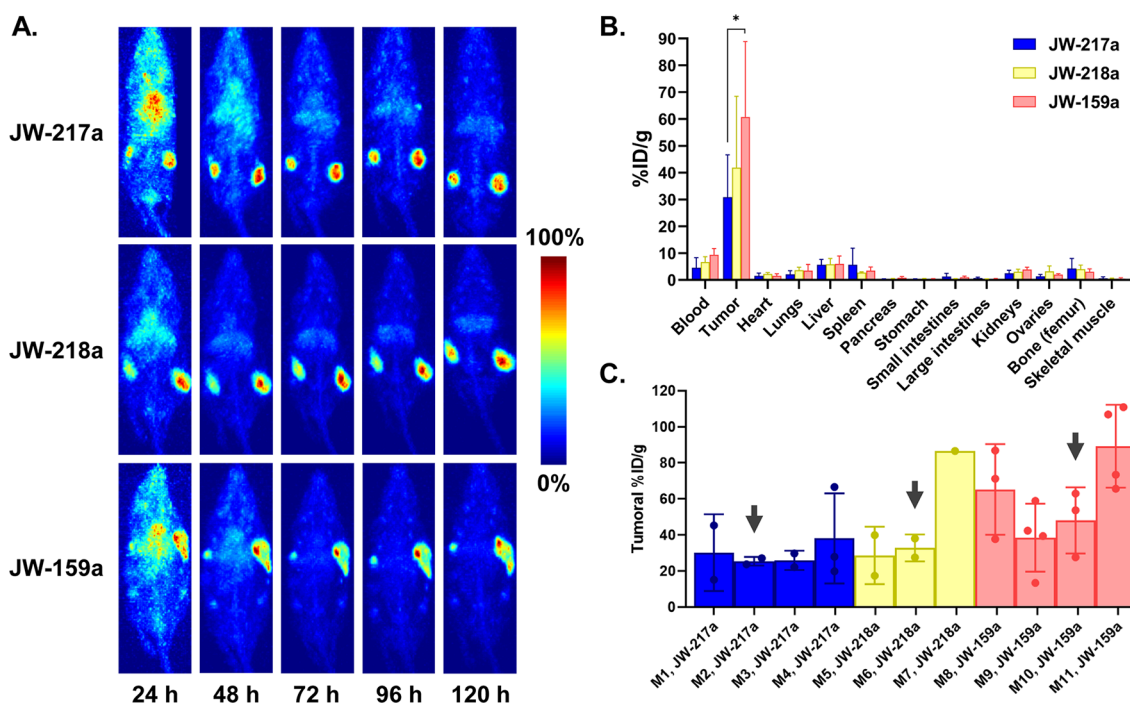 A.
JW-217a
JW-218a
JW-159a
24 h 48 h 72 h 96 h 120 h
100%
0%
B.
*
JW-217a
JW-218a
JW-159a
%ID/g
90
80
70
60
50
40
30
20
10
0
Blood
Tumor
Heart
Lungs
Liver
Spleen
Pancreas
Stomach
Small intestines
Large intestines
Kidneys
Ovaries
Bone (femur)
Skeletal muscle
C.
Tumoral %ID/g
120
100
80
60
40
20
0
M1, JW-217a
M2, JW-217a
M3, JW-217a
M4, JW-217a
M5, JW-218a
M6, JW-218a
M7, JW-218a
M8, JW-159a
M9, JW-159a
M10, JW-159a
M11, JW-159a